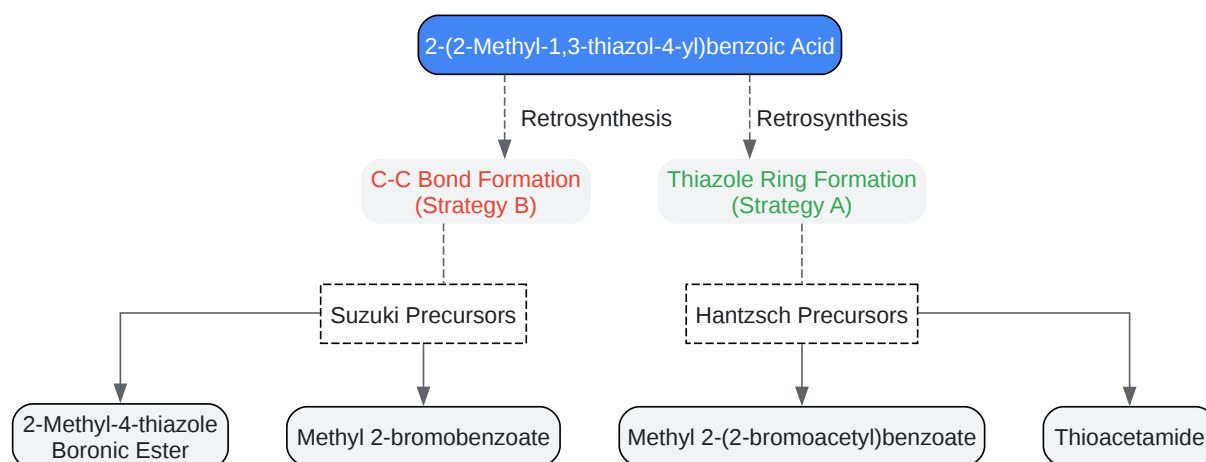 2-(2-Methyl-1,3-thiazol-4-yl)benzoic Acid
Retrosynthesis
Retrosynthesis
C-C Bond Formation
(Strategy B)
Thiazole Ring Formation
(Strategy A)
Suzuki Precursors
Hantzsch Precursors
2-Methyl-4-thiazole
Boronic Ester
Methyl 2-bromobenzoate
Methyl 2-(2-bromoacetyl)benzoate
Thioacetamide